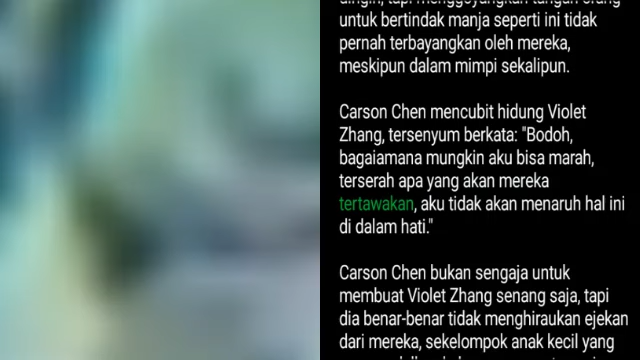 untuk bertindak manja seperti ini tidak
pernah terbayangkan oleh mereka,
meskipun dalam mimpi sekalipun.
Carson Chen mencubit hidung Violet
Zhang, tersenyum berkata: "Bodoh,
bagaiamana mungkin aku bisa marah,
terserah apa yang akan mereka
tertawakan, aku tidak akan menaruh hal ini
di dalam hati."
Carson Chen bukan sengaja untuk
membuat Violet Zhang senang saja, tapi
dia benar-benar tidak menghiraukan ejekan
dari mereka, sekelompok anak kecil yang